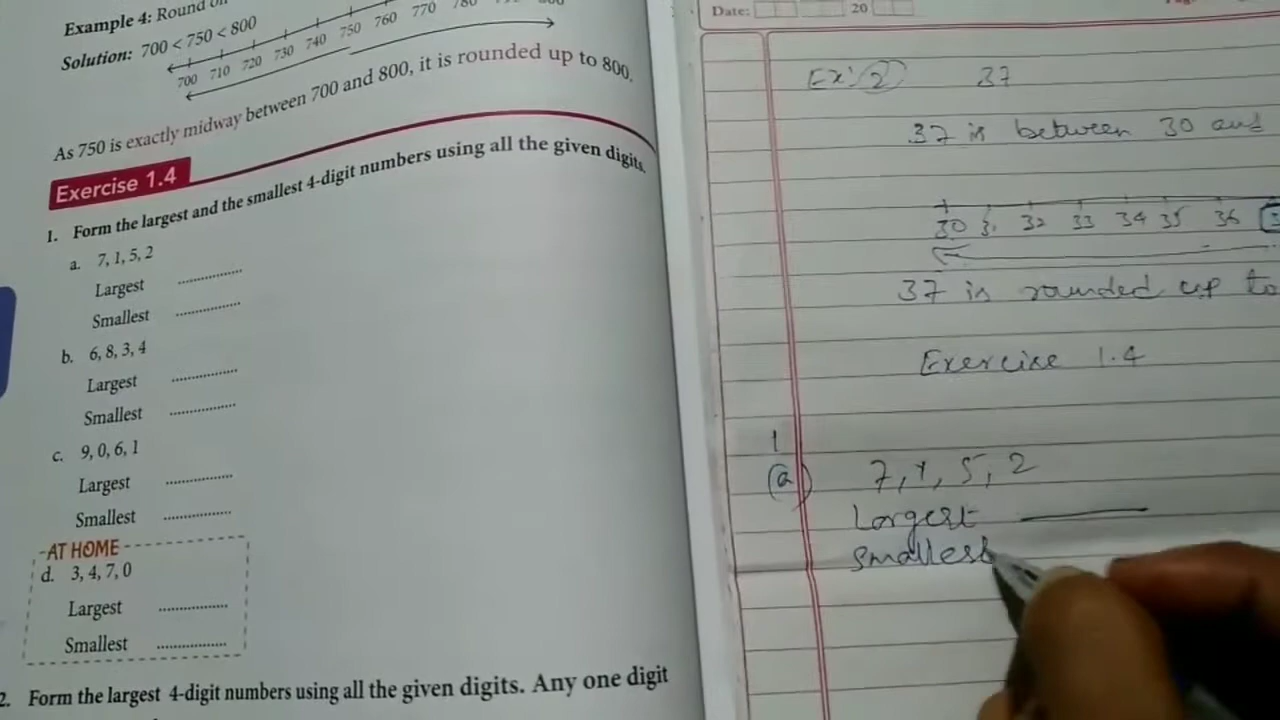 Example 4: Round
Solution: 700 < 750 < 800
700 710 720 730 740 750 760 770 780
As 750 is exactly midway between 700 and 800, it is rounded up to 800.
Exercise 1.4
1. Form the largest and the smallest 4-digit numbers using all the given digits.
a. 7, 1, 5, 2
Largest ...............
Smallest ...............
b. 6, 8, 3, 4
Largest ...............
Smallest ...............
c. 9, 0, 6, 1
Largest ...............
Smallest ...............
AT HOME
d. 3, 4, 7, 0
Largest ...............
Smallest ...............
2. Form the largest 4-digit numbers using all the given digits. Any one digit
Date: 20
Ex: 2 37
37 is between 30 and
30 32 33 34 35 36
37 is rounded up to
Exercise 1.4
1
(a) 7, 1, 5, 2
Largest
Smallest